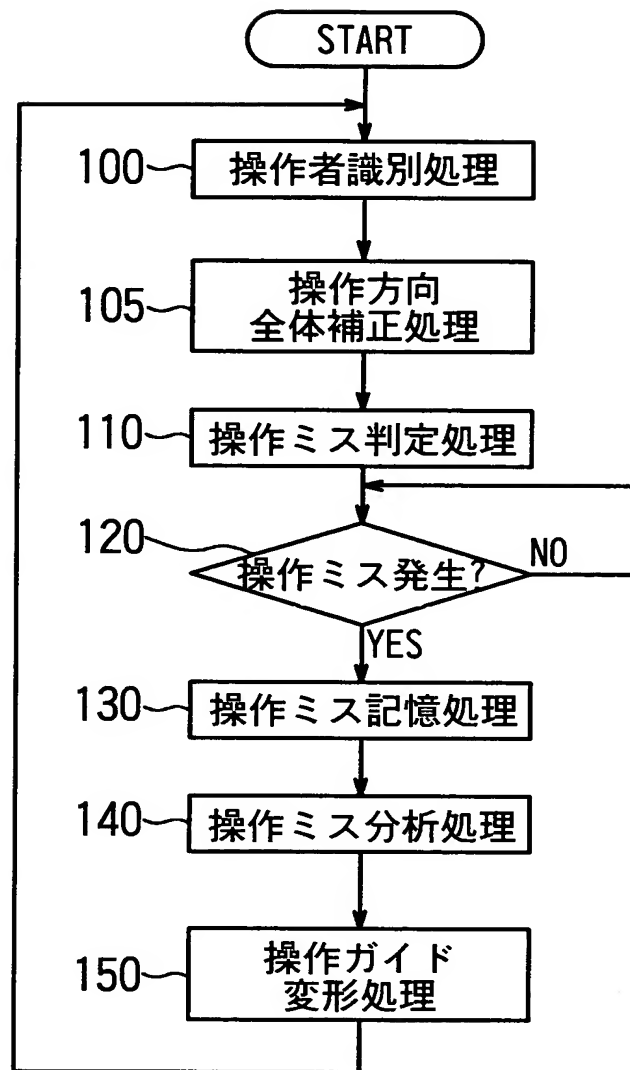 START
100
操作者識別処理
105
操作方向
全体補正処理
110
操作ミス判定処理
120
操作ミス発生?
NO
YES
130
操作ミス記憶処理
140
操作ミス分析処理
150
操作ガイド
変形処理